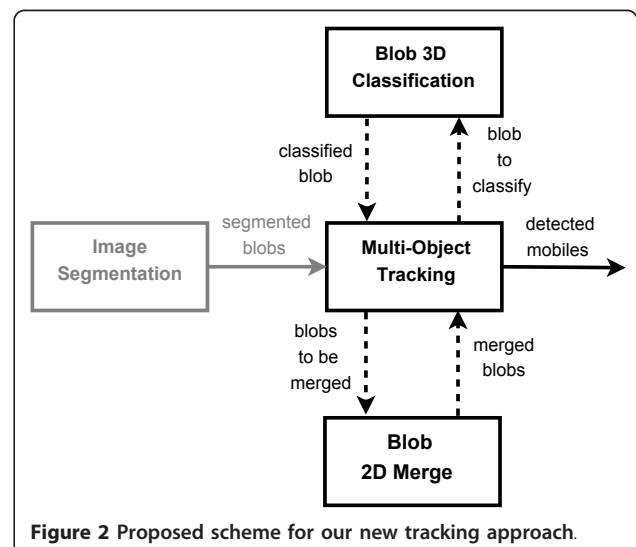 Blob 3D
Classification
classified
blob
blob
to
classify
segmented
blobs
Image
Segmentation
Multi-Object
Tracking
detected
mobiles
blobs
to be
merged
merged
blobs
Blob
2D Merge
Figure 2 Proposed scheme for our new tracking approach.